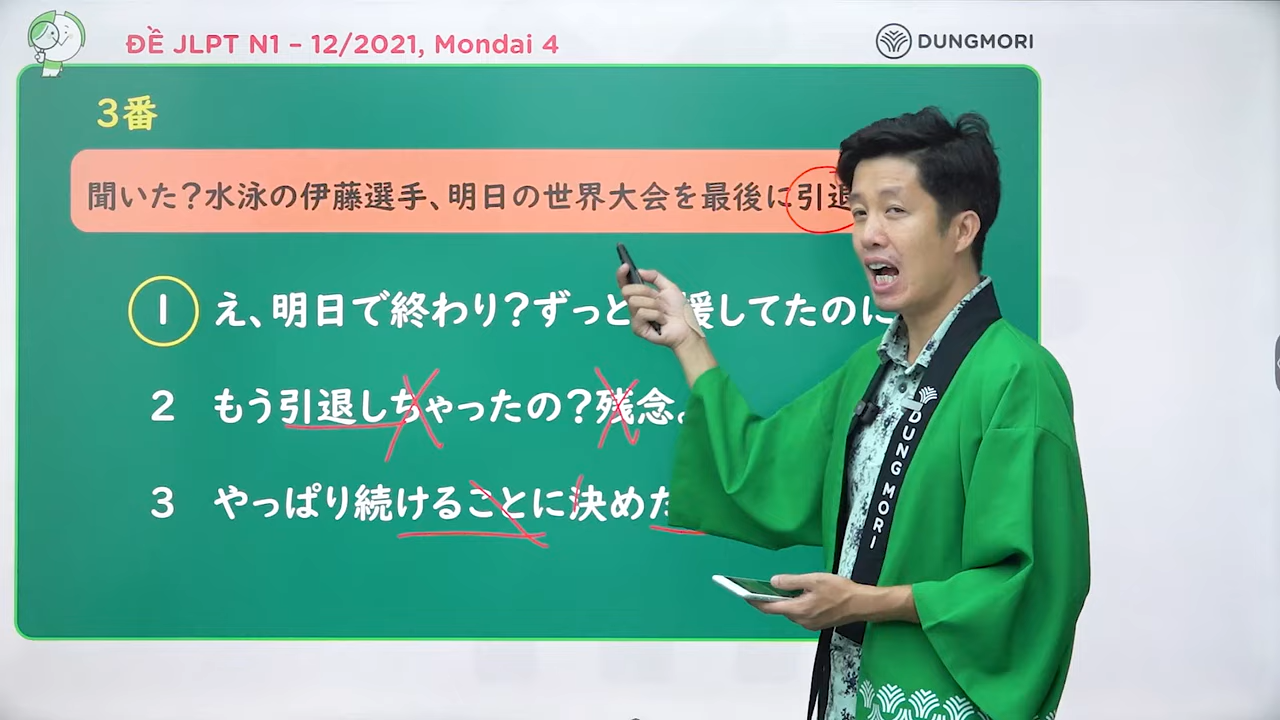 ĐỀ JLPT N1 – 12/2021, Mondai 4
DUNGMORI
3番
聞いた?水泳の伊藤選手、明日の世界大会を最後に引退
1 え、明日で終わり?ずっと 援してたのに
2 もう引退しちゃったの?残念。
3 やっぱり続けることに決めた
DUNGMORI